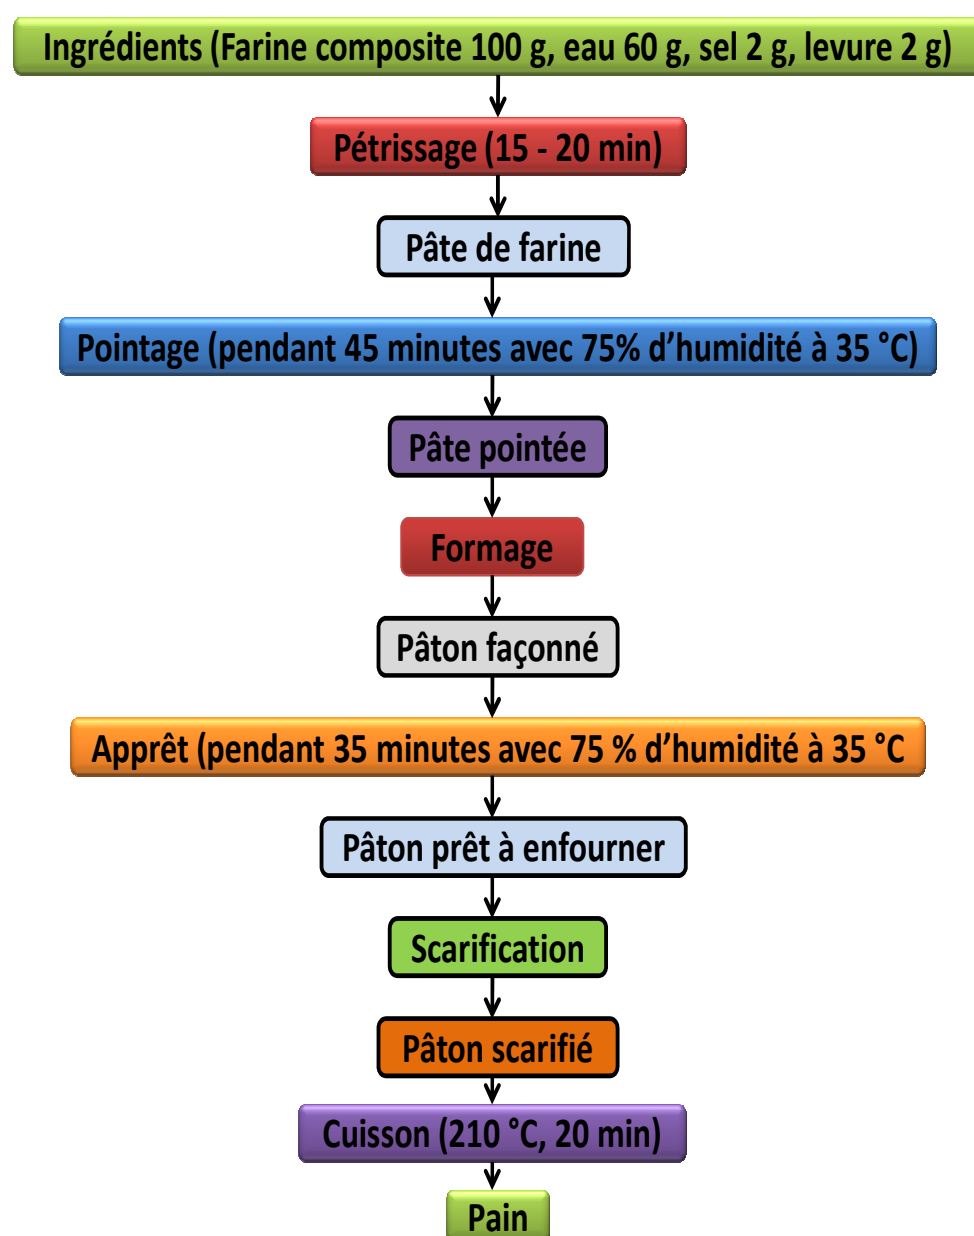 Ingrédients (Farine composite 100 g, eau 60 g, sel 2 g, levure 2 g)
Pétrissage (15 - 20 min)
Pâte de farine
Pointage (pendant 45 minutes avec 75% d’humidité à 35 °C)
Pâte pointée
Formage
Pâton façonné
Apprêt (pendant 35 minutes avec 75 % d’humidité à 35 °C
Pâton prêt à enfourner
Scarification
Pâton scarifié
Cuisson (210 °C, 20 min)
Pain